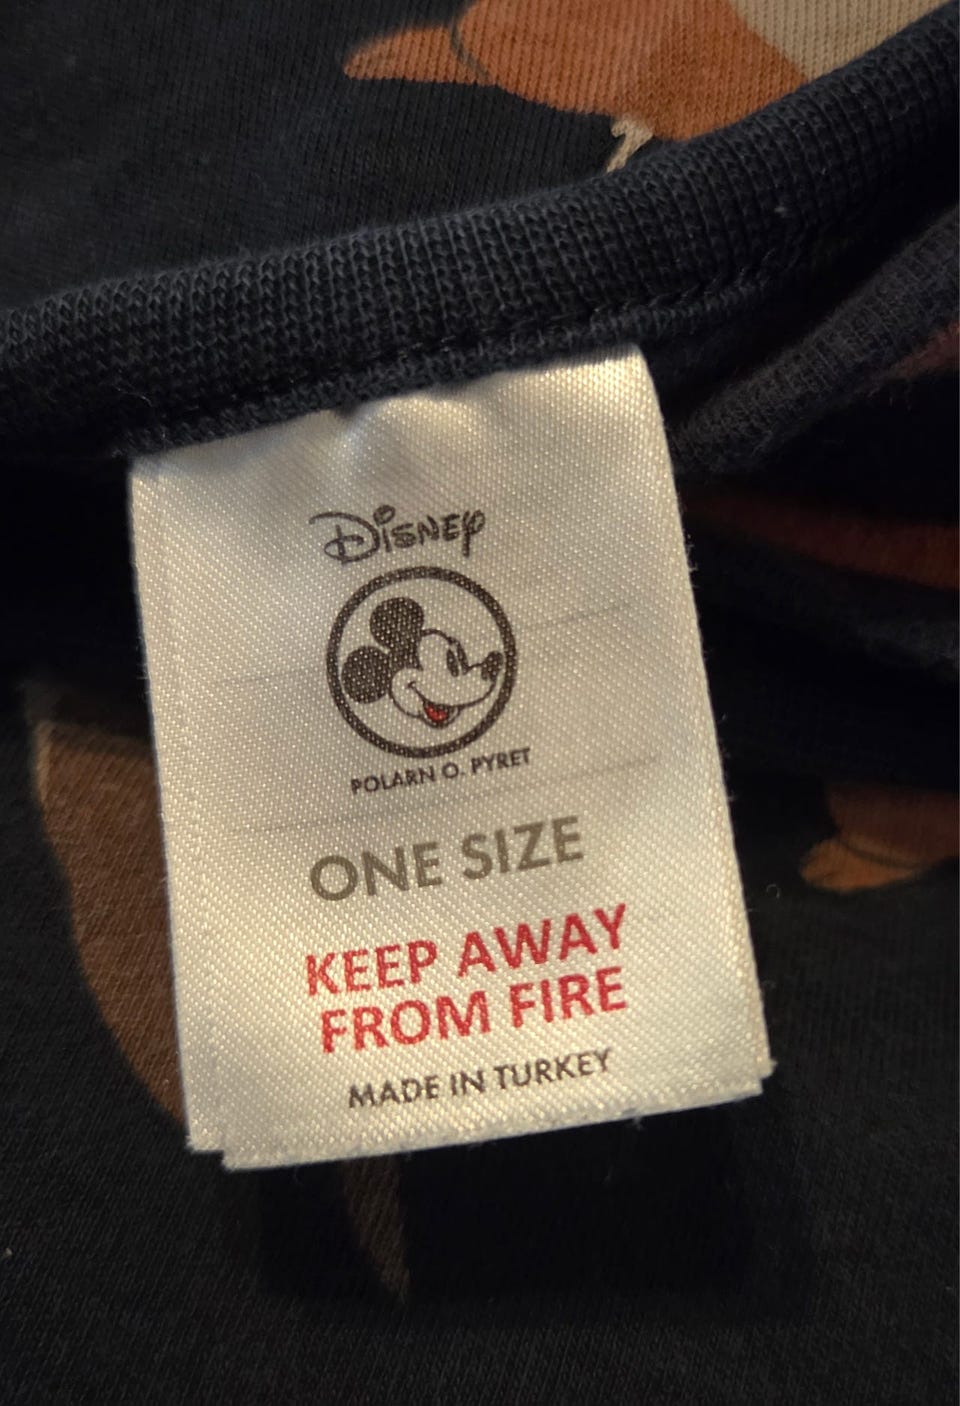 Disney
POLARN O. PYRET
ONE SIZE
KEEP AWAY
FROM FIRE
MADE IN TURKEY